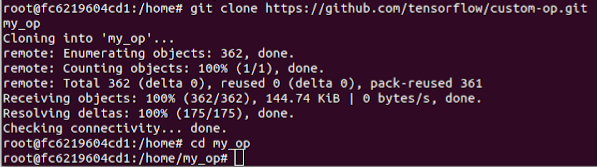 root@fc6219604cd1:/home# git clone https://github.com/tensorflow/custom-op.git
my_op
Cloning into 'my_op'...
remote: Enumerating objects: 362, done.
remote: Counting objects: 100% (1/1), done.
remote: Total 362 (delta 0), reused 0 (delta 0), pack-reused 361
Receiving objects: 100% (362/362), 144.74 KiB | 0 bytes/s, done.
Resolving deltas: 100% (175/175), done.
Checking connectivity... done.
root@fc6219604cd1:/home# cd my_op
root@fc6219604cd1:/home/my_op#